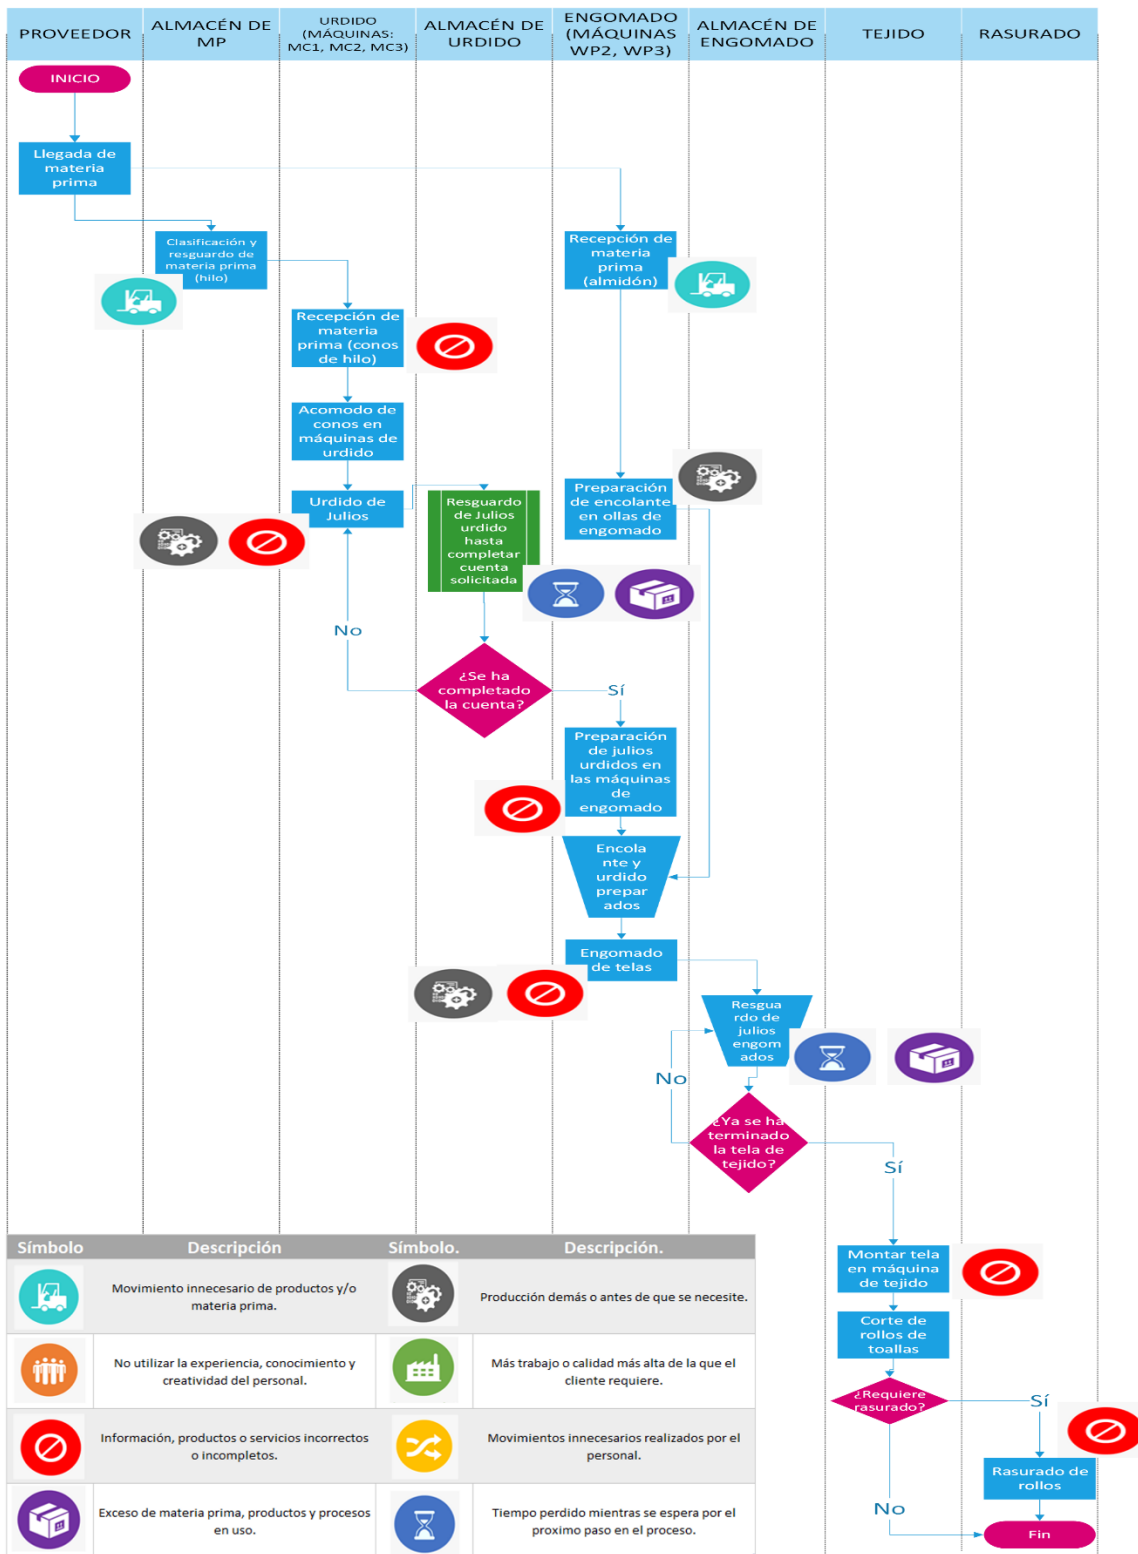 PROVEEDOR
ALMACÉN DE
MP
URDIDO
(MÁQUINAS:
MC1, MC2, MC3)
ALMACÉN DE
URDIDO
ENGOMADO
(MÁQUINAS
WP2, WP3)
ALMACÉN DE
ENGOMADO
TEJIDO
RASURADO
INICIO
Llegada de
materia
prima
Clasificación y
resguardo de
materia prima
(hilo)
Recepción de
materia
prima
(almidón)
Recepción de
materia
prima (conos
de hilo)
Acomodo de
conos en
máquinas de
urdido
Urdido de
Julios
Resguardo
de Julios
urdido
hasta
completar
cuenta
solicitada
Preparación
de encolante
en ollas de
engomado
No
¿Se ha
completado
la cuenta?
Sí
Preparación
de julios
urdidos en
las máquinas
de
engomado
Encola
nte y
urdido
prepar
ados
Engomado
de telas
Resgua
rdo de
julios
engom
ados
No
¿Ya se ha
terminado
la tela de
tejido?
Sí
Montar tela
en máquina
de tejido
Corte de
rollos de
toallas
¿Requiere
rasurado?
Sí
Rasurado de
rollos
No
Fin
Símbolo
Descripción
Símbolo.
Descripción.
Movimiento innecesario de productos y/o
materia prima.
Producción demás o antes de que se necesite.
No utilizar la experiencia, conocimiento y
creatividad del personal.
Más trabajo o calidad más alta de la que el
cliente requiere.
Información, productos o servicios incorrectos
o incompletos.
Movimientos innecesarios realizados por el
personal.
Exceso de materia prima, productos y procesos
en uso.
Tiempo perdido mientras se espera por el
proximo paso en el proceso.